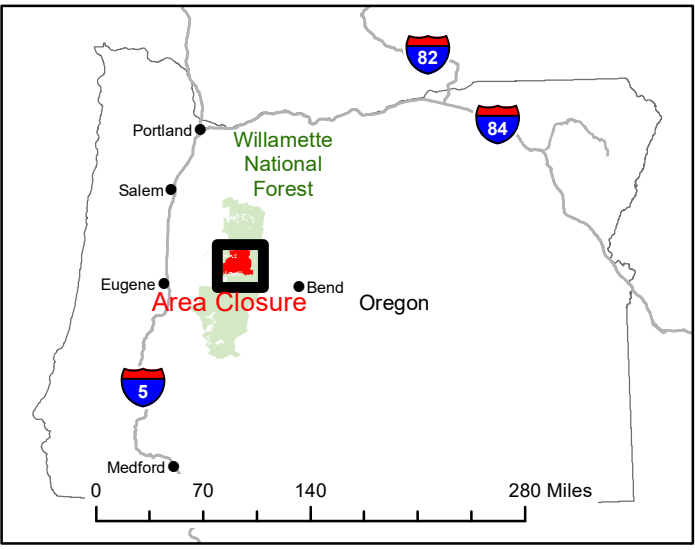 82
84
Portland
Willamette
National
Forest
Salem
Eugene
Bend
Area Closure
Oregon
5
Medford
0 70 140 280 Miles